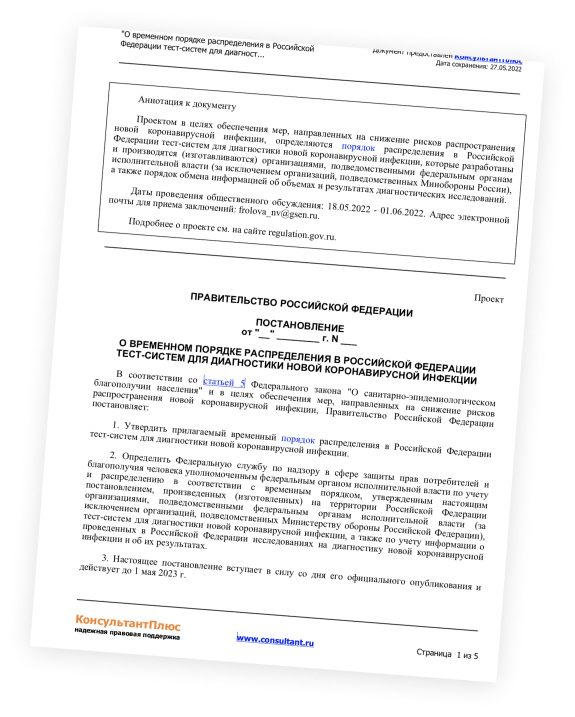 "О временном порядке распределения в Российской
Федерации тест-систем для диагност...
Документ предоставлен КонсультантПлюс
Дата сохранения: 27.05.2022
Аннотация к документу
Проектом в целях обеспечения мер, направленных на снижение рисков распространения
новой коронавирусной инфекции, определяются порядок распределения в Российской
Федерации тест-систем для диагностики новой коронавирусной инфекции, которые разработаны
и производятся (изготавливаются) организациями, подведомственными федеральным органам
исполнительной власти (за исключением организаций, подведомственных Минобороны России),
а также порядок обмена информацией об объемах и результатах диагностических исследований.
Даты проведения общественного обсуждения: 18.05.2022 - 01.06.2022. Адрес электронной
почты для приема заключений: frolova_nv@gsen.ru.
Подробнее о проекте см. на сайте regulation.gov.ru.
Проект
ПРАВИТЕЛЬСТВО РОССИЙСКОЙ ФЕДЕРАЦИИ
ПОСТАНОВЛЕНИЕ
от "__" ________ г. N ___
О ВРЕМЕННОМ ПОРЯДКЕ РАСПРЕДЕЛЕНИЯ В РОССИЙСКОЙ ФЕДЕРАЦИИ
ТЕСТ-СИСТЕМ ДЛЯ ДИАГНОСТИКИ НОВОЙ КОРОНАВИРУСНОЙ ИНФЕКЦИИ
В соответствии со статьей 5 Федерального закона "О санитарно-эпидемиологическом
благополучии населения" и в целях обеспечения мер, направленных на снижение рисков
распространения новой коронавирусной инфекции, Правительство Российской Федерации
постановляет:
1. Утвердить прилагаемый временный порядок распределения в Российской Федерации
тест-систем для диагностики новой коронавирусной инфекции.
2. Определить Федеральную службу по надзору в сфере защиты прав потребителей и
благополучия человека уполномоченным федеральным органом исполнительной власти по учету
и распределению в соответствии с временным порядком, утвержденным настоящим
постановлением, произведенных (изготовленных) на территории Российской Федерации
организациями, подведомственными федеральным органам исполнительной власти (за
исключением организаций, подведомственных Министерству обороны Российской Федерации),
тест-систем для диагностики новой коронавирусной инфекции, а также по учету информации о
проведенных в Российской Федерации исследованиях на диагностику новой коронавирусной
инфекции и об их результатах.
3. Настоящее постановление вступает в силу со дня его официального опубликования и
действует до 1 мая 2023 г.
КонсультантПлюс
надежная правовая поддержка
www.consultant.ru
Страница 1 из 5